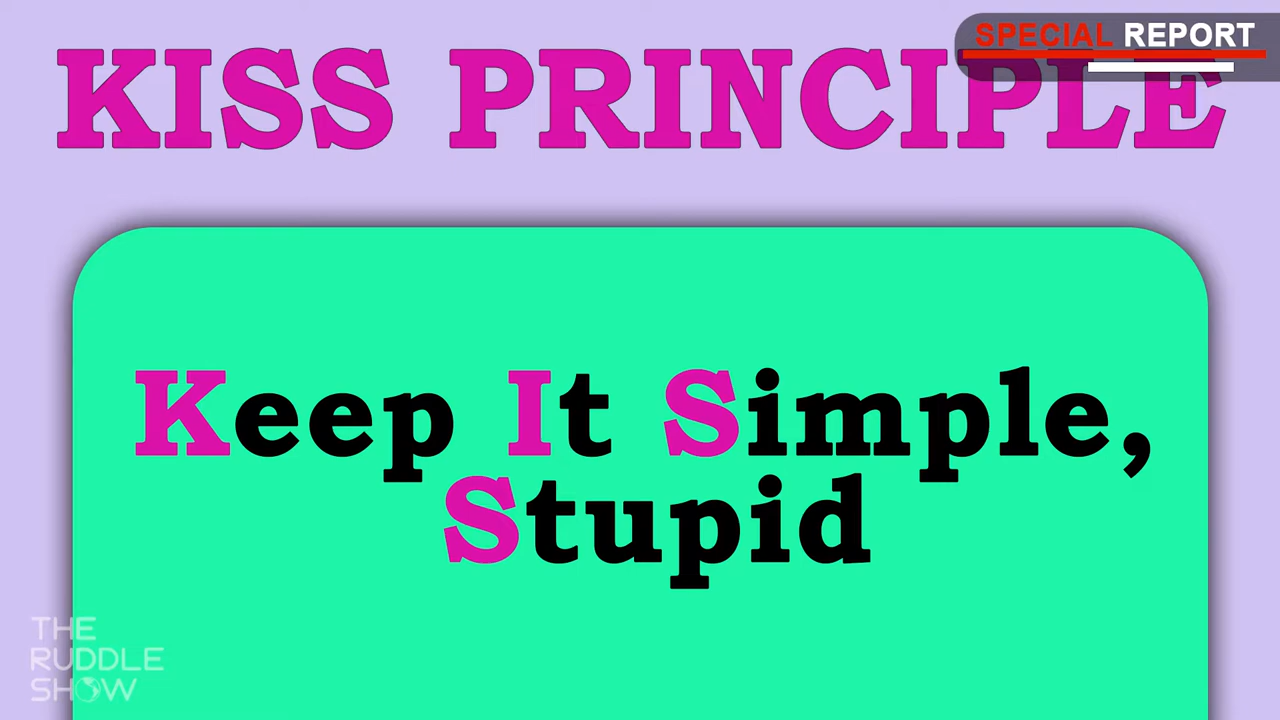 SPECIAL REPORT
KISS PRINCIPLE
Keep It Simple,
Stupid
THE
RUDDLE
SHOW